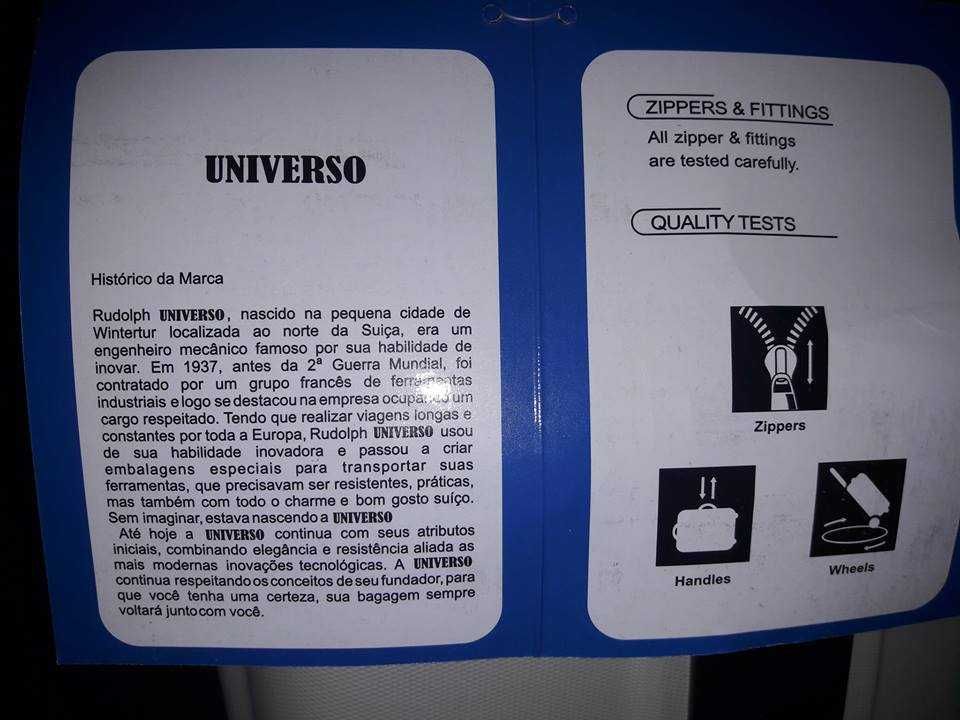 UNIVERSO
Histórico da Marca
Rudolph UNIVERSO, nascido na pequena cidade de
Wintertur localizada ao norte da Suiça, era um
engenheiro mecânico famoso por sua habilidade de
inovar. Em 1937, antes da 2ª Guerra Mundial, foi
contratado por um grupo francês de ferramentas
industriais e logo se destacou na empresa ocupando um
cargo respeitado. Tendo que realizar viagens longas e
constantes por toda a Europa, Rudolph UNIVERSO usou
de sua habilidade inovadora e passou a criar
embalagens especiais para transportar suas
ferramentas, que precisavam ser resistentes, práticas,
mas também com todo o charme e bom gosto suíço.
Sem imaginar, estava nascendo a UNIVERSO
Até hoje a UNIVERSO continua com seus atributos
iniciais, combinando elegância e resistência aliada as
mais modernas inovações tecnológicas. A UNIVERSO
continua respeitando os conceitos de seu fundador, para
que você tenha uma certeza, sua bagagem sempre
voltará junto com você.
ZIPPERS & FITTINGS
All zipper & fittings
are tested carefully.
QUALITY TESTS
Zippers
Handles
Wheels